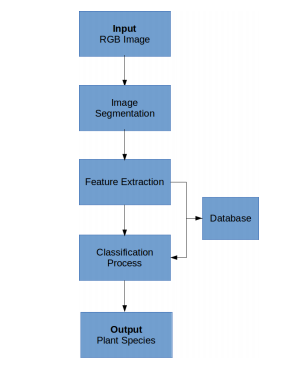 Input
RGB Image
Image
Segmentation
Feature Extraction
Database
Classification
Process
Output
Plant Species